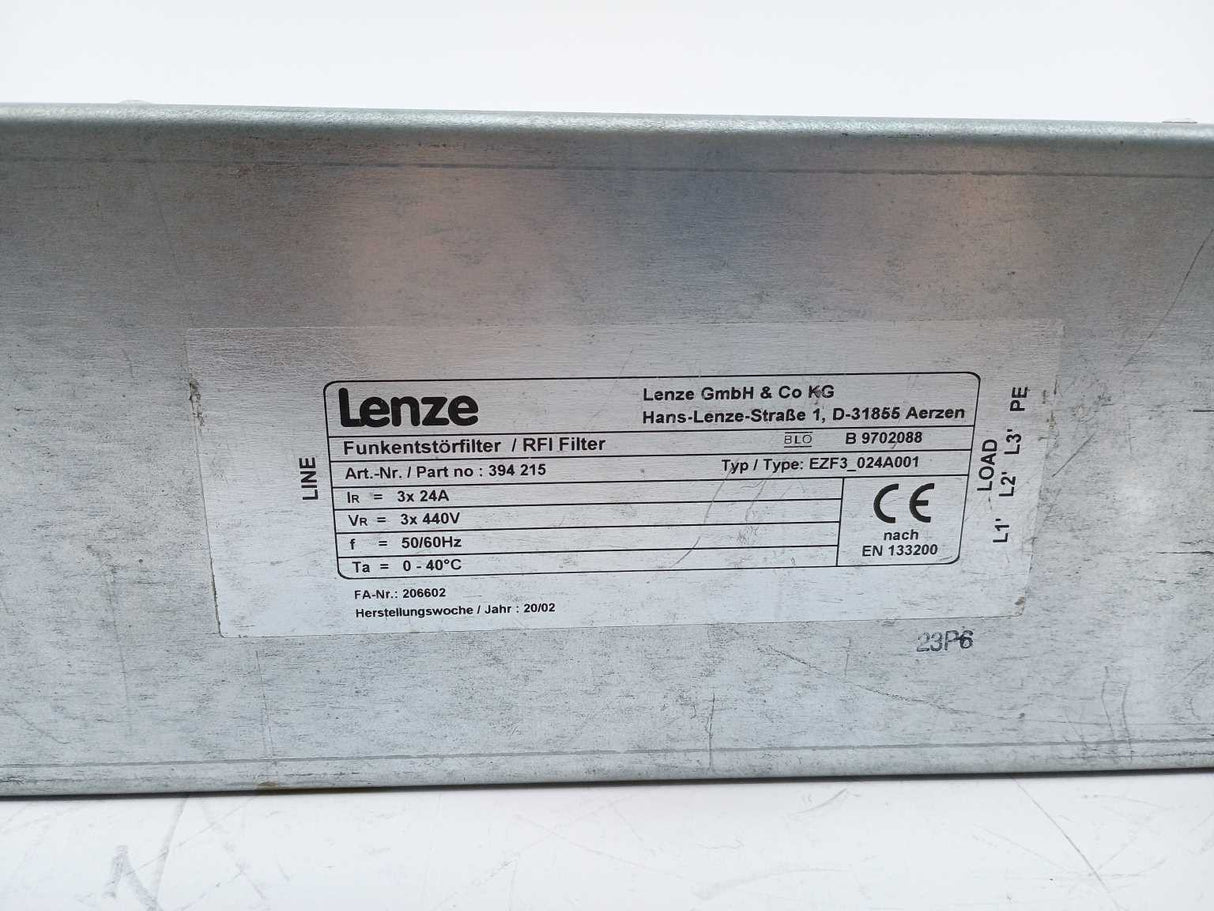 Lenze
Lenze GmbH & Co KG
Hans-Lenze-Straße 1, D-31855 Aerzen
Funkentstörfilter / RFI Filter
BLO B 9702088
Art.-Nr. / Part no : 394 215
Typ / Type: EZF3_024A001
IR = 3x 24A
VR = 3x 440V
f = 50/60Hz
Ta = 0 - 40°C
CE
nach
EN 133200
LINE
LOAD
L1' L2' L3' PE
FA-Nr.: 206602
Herstellungswoche / Jahr : 20/02
23P6